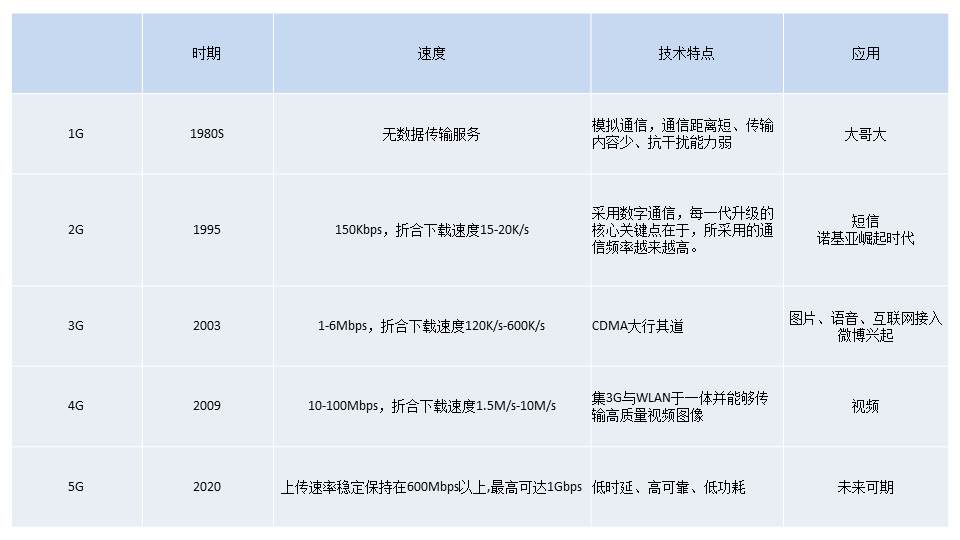 时期
速度
技术特点
应用
1G
1980S
无数据传输服务
模拟通信，通信距离短、传输
内容少、抗干扰能力弱
大哥大
2G
1995
150Kbps，折合下载速度15-20K/s
采用数字通信，每一代升级的
核心关键点在于，所采用的通
信频率越来越高。
短信
诺基亚崛起时代
3G
2003
1-6Mbps，折合下载速度120K/s-600K/s
CDMA大行其道
图片、语音、互联网接入
微博兴起
4G
2009
10-100Mbps，折合下载速度1.5M/s-10M/s
集3G与WLAN于一体并能够传
输高质量视频图像
视频
5G
2020
上传速率稳定保持在600Mbps以上,最高可达1Gbps
低时延、高可靠、低功耗
未来可期